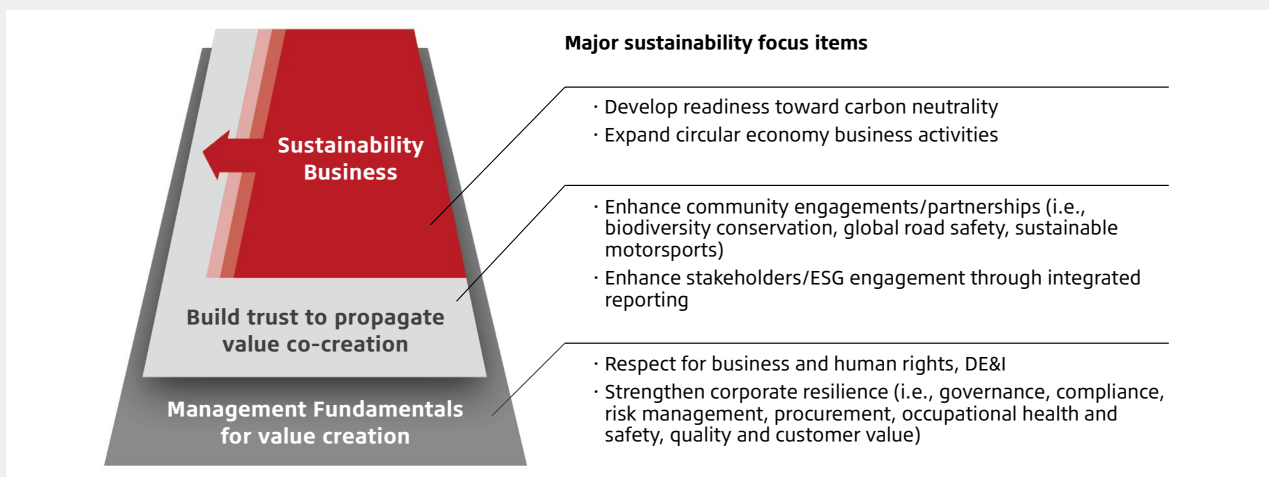 Major sustainability focus items
Sustainability
Business
· Develop readiness toward carbon neutrality
· Expand circular economy business activities
Build trust to propagate
value co-creation
· Enhance community engagements/partnerships (i.e.,
biodiversity conservation, global road safety, sustainable
motorsports)
· Enhance stakeholders/ESG engagement through integrated
reporting
Management Fundamentals
for value creation
· Respect for business and human rights, DE&I
· Strengthen corporate resilience (i.e., governance, compliance,
risk management, procurement, occupational health and
safety, quality and customer value)